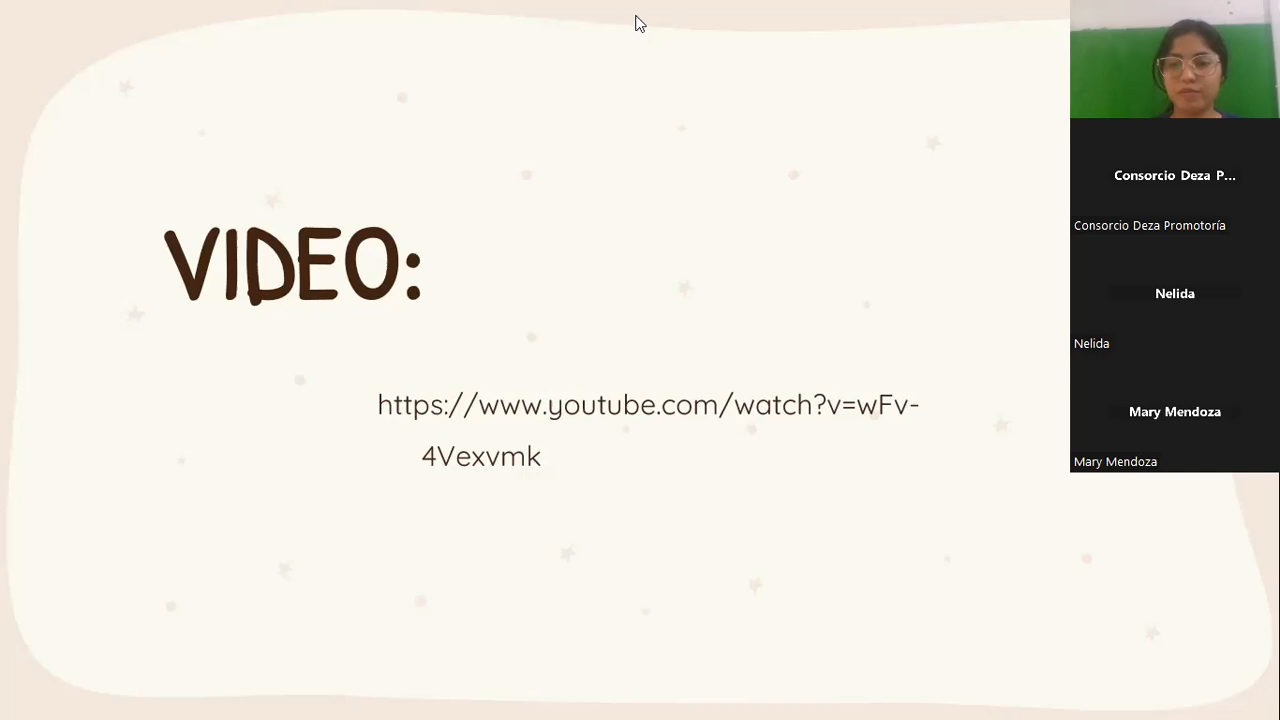 VIDEO:
https://www.youtube.com/watch?v=wFv-
4Vexvmk
Consorcio Deza P...
Consorcio Deza Promotoría
Nelida
Nelida
Mary Mendoza
Mary Mendoza